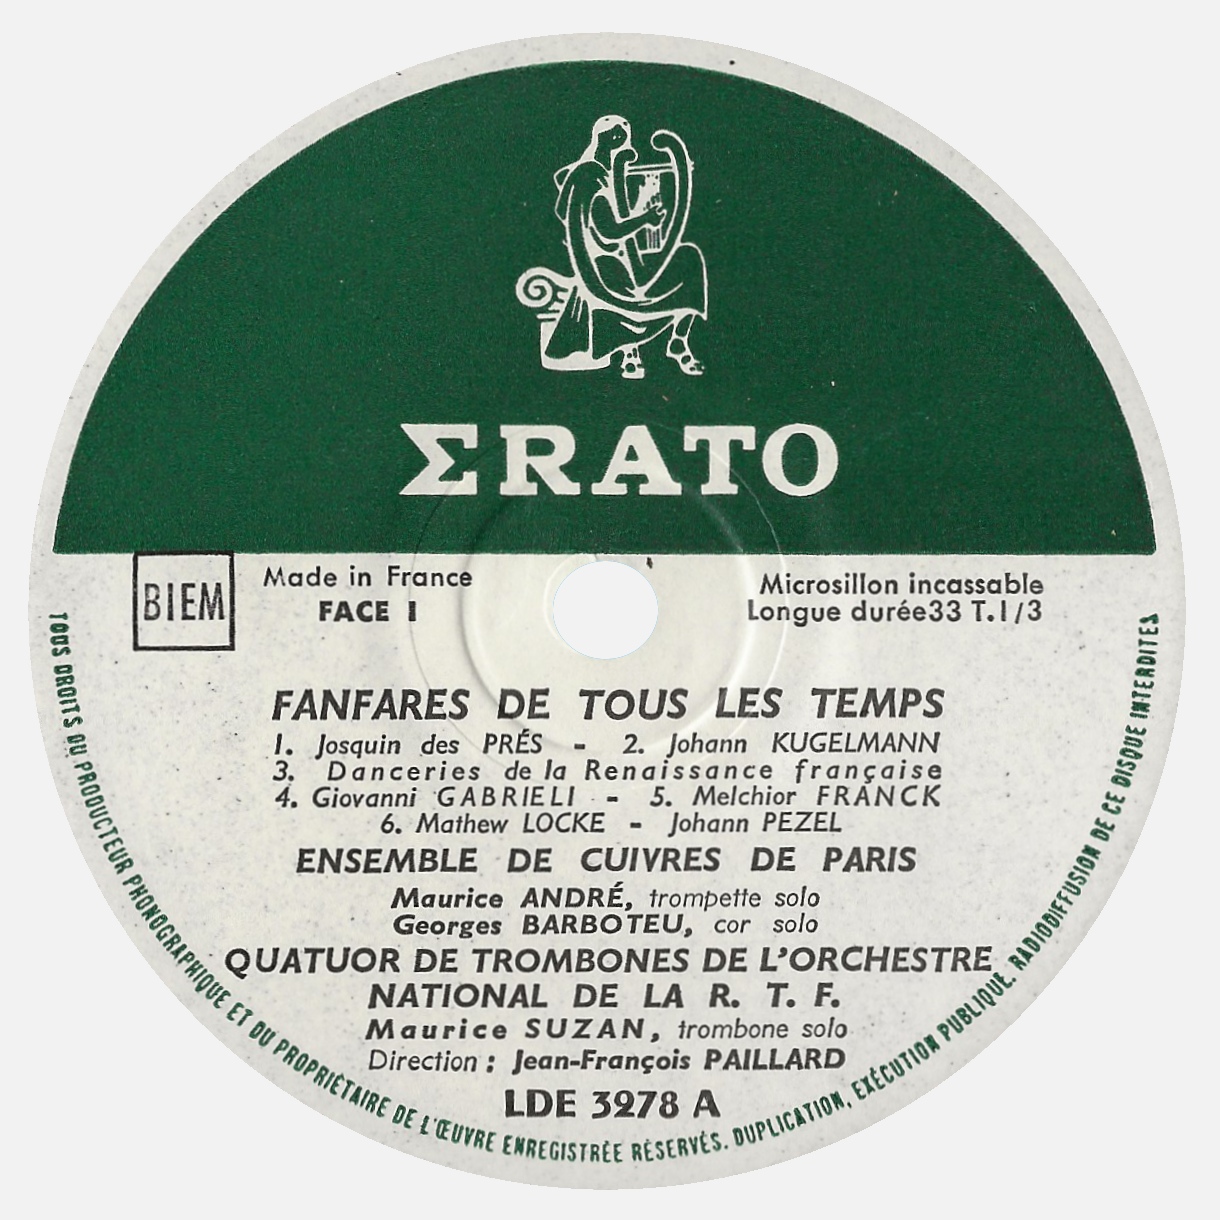 ΣRATO
BIEM
Made in France
FACE 1
Microsillon incassable
Longue durée 33 T.1/3
FANFARES DE TOUS LES TEMPS
1. Josquin des PRÉS - 2. Johann KUGELMANN
3. Danceries de la Renaissance française
4. Giovanni GABRIELI - 5. Melchior FRANCK
6. Mathew LOCKE - Johann PEZEL
ENSEMBLE DE CUIVRES DE PARIS
Maurice ANDRÉ, trompette solo
Georges BARBOTEU, cor solo
QUATUOR DE TROMBONES DE L'ORCHESTRE
NATIONAL DE LA R. T. F.
Maurice SUZAN, trombone solo
Direction : Jean-François PAILLARD
LDE 3278 A
TOUS DROITS DU PRODUCTEUR PHONOGRAPHIQUE ET DU PROPRIÉTAIRE DE L'ŒUVRE ENREGISTRÉE RÉSERVÉS. DUPLICATION, EXÉCUTION PUBLIQUE, RADIODIFFUSION DE CE DISQUE INTERDITES